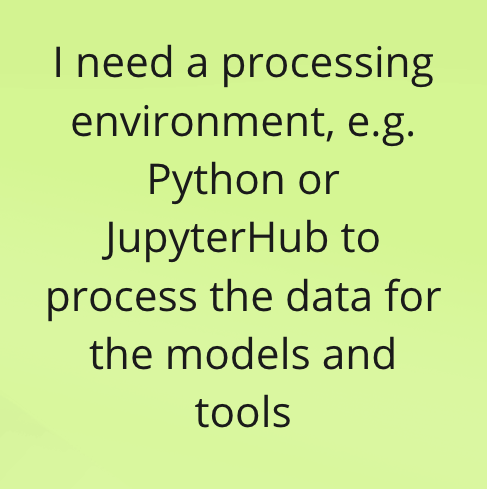 I need a processing
environment, e.g.
Python or
JupyterHub to
process the data for
the models and
tools